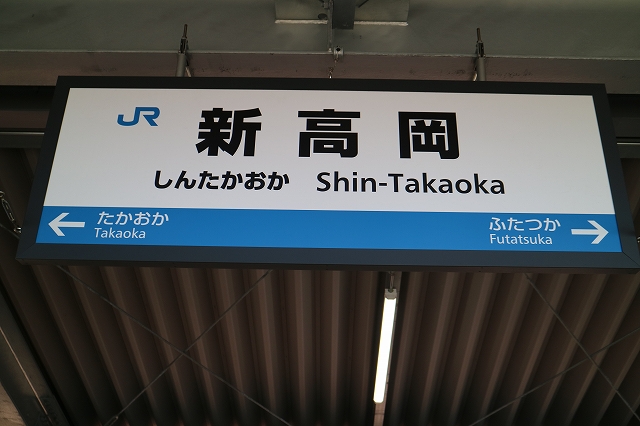 JR 新高岡
しんたかおか Shin-Takaoka
← たかおか ふたつか →
Takaoka Futatsuka